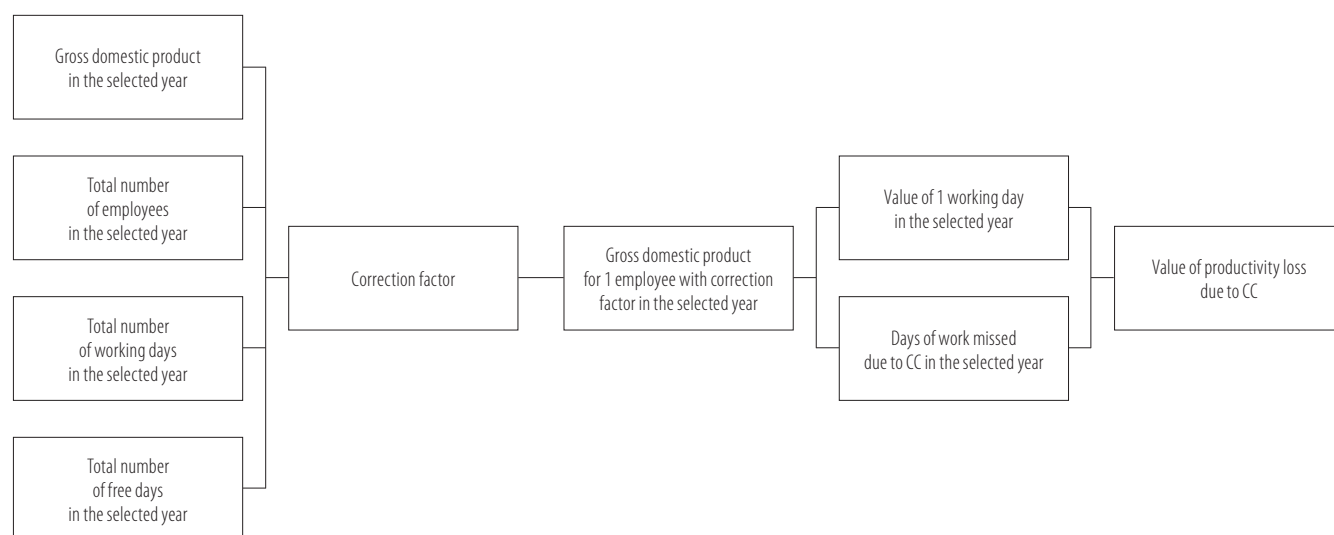 Gross domestic product
in the selected year
Total number
of employees
in the selected year
Total number
of working days
in the selected year
Total number
of free days
in the selected year
Correction factor
Gross domestic product
for 1 employee with correction
factor in the selected year
Value of 1 working day
in the selected year
Days of work missed
due to CC in the selected year
Value of productivity loss
due to CC